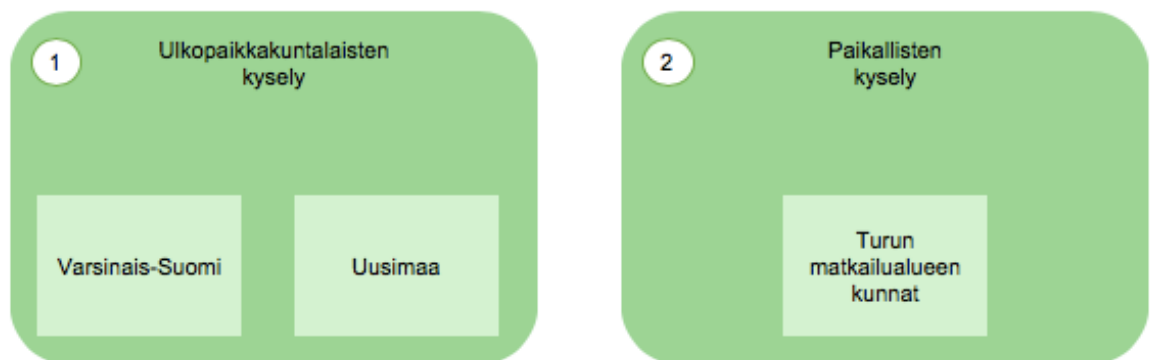 1
Ulkopaikkakuntalaisten
kysely
Varsinais-Suomi
Uusimaa
2
Paikallisten
kysely
Turun
matkailualueen
kunnat